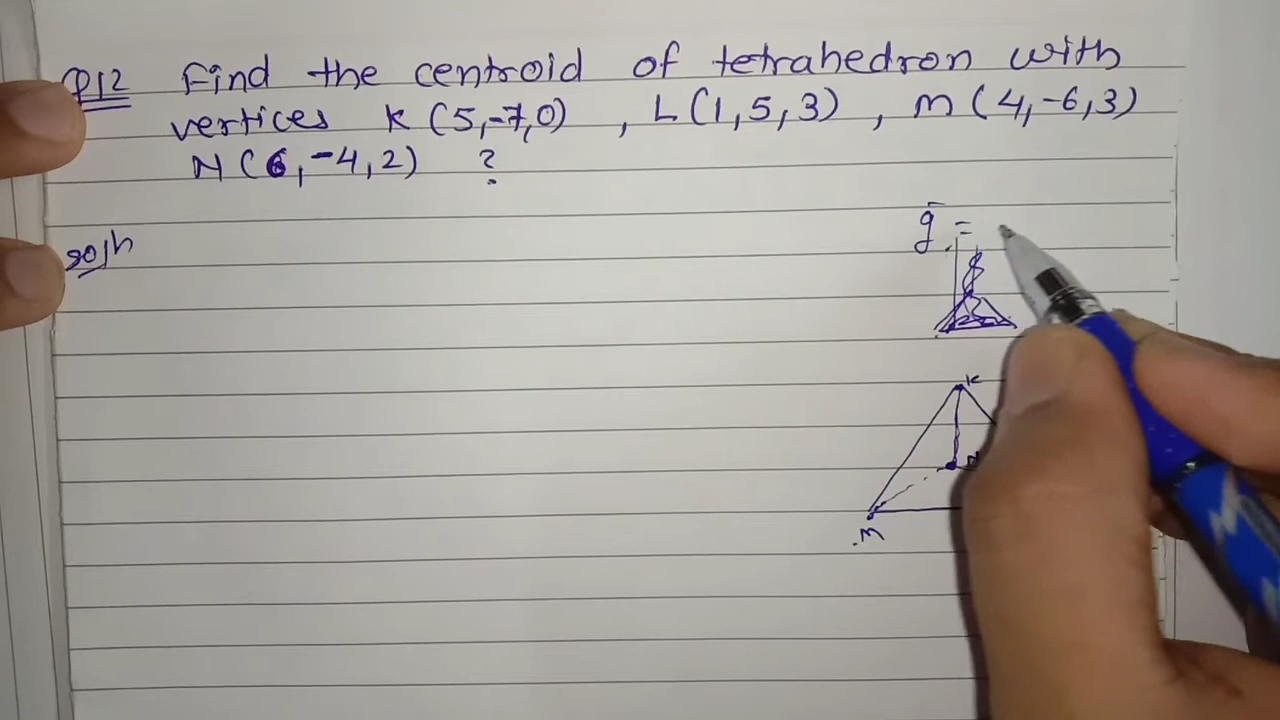 Q12 Find the centroid of tetrahedron with
vertices K (5,-7,0) , L(1,5,3) , M(4,-6,3)
N(6,-4,2) ?
soln
ḡ =
K
M